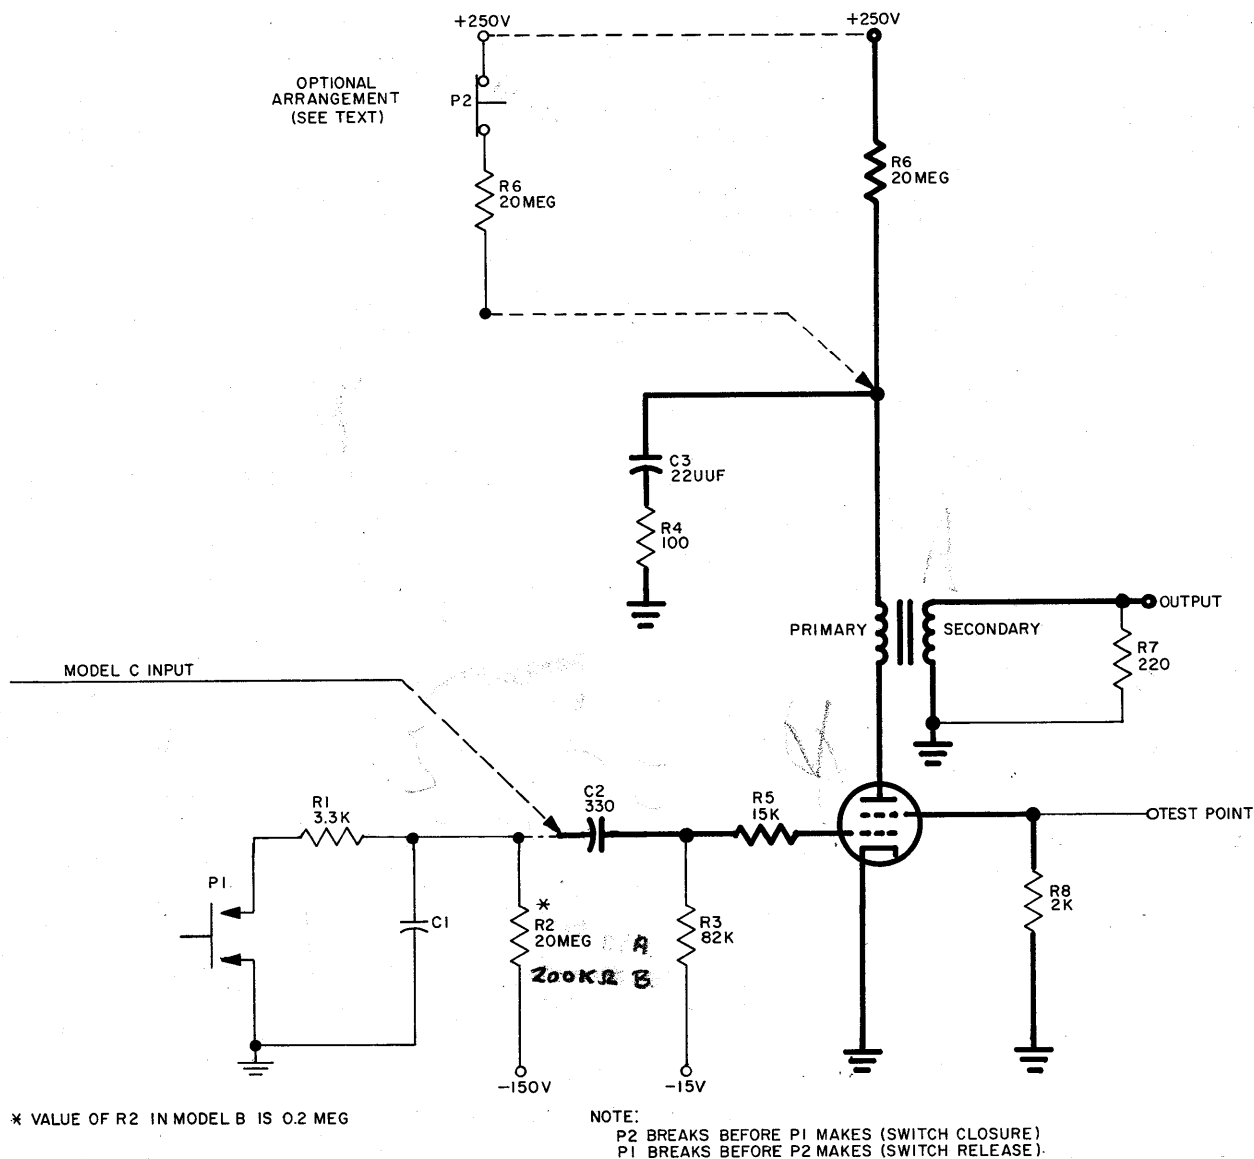 +250V
+250V
OPTIONAL
ARRANGEMENT
(SEE TEXT)
P2
R6
20MEG
R6
20MEG
C3
22UUF
R4
100
PRIMARY
SECONDARY
OUTPUT
R7
220
MODEL C INPUT
R1
3.3K
C2
330
R5
15K
TEST POINT
P1
C1
*
R2
20MEG A
200KΩ B
R3
82K
R8
2K
-150V
-15V
* VALUE OF R2 IN MODEL B IS 0.2 MEG
NOTE:
P2 BREAKS BEFORE P1 MAKES (SWITCH CLOSURE)
P1 BREAKS BEFORE P2 MAKES (SWITCH RELEASE).